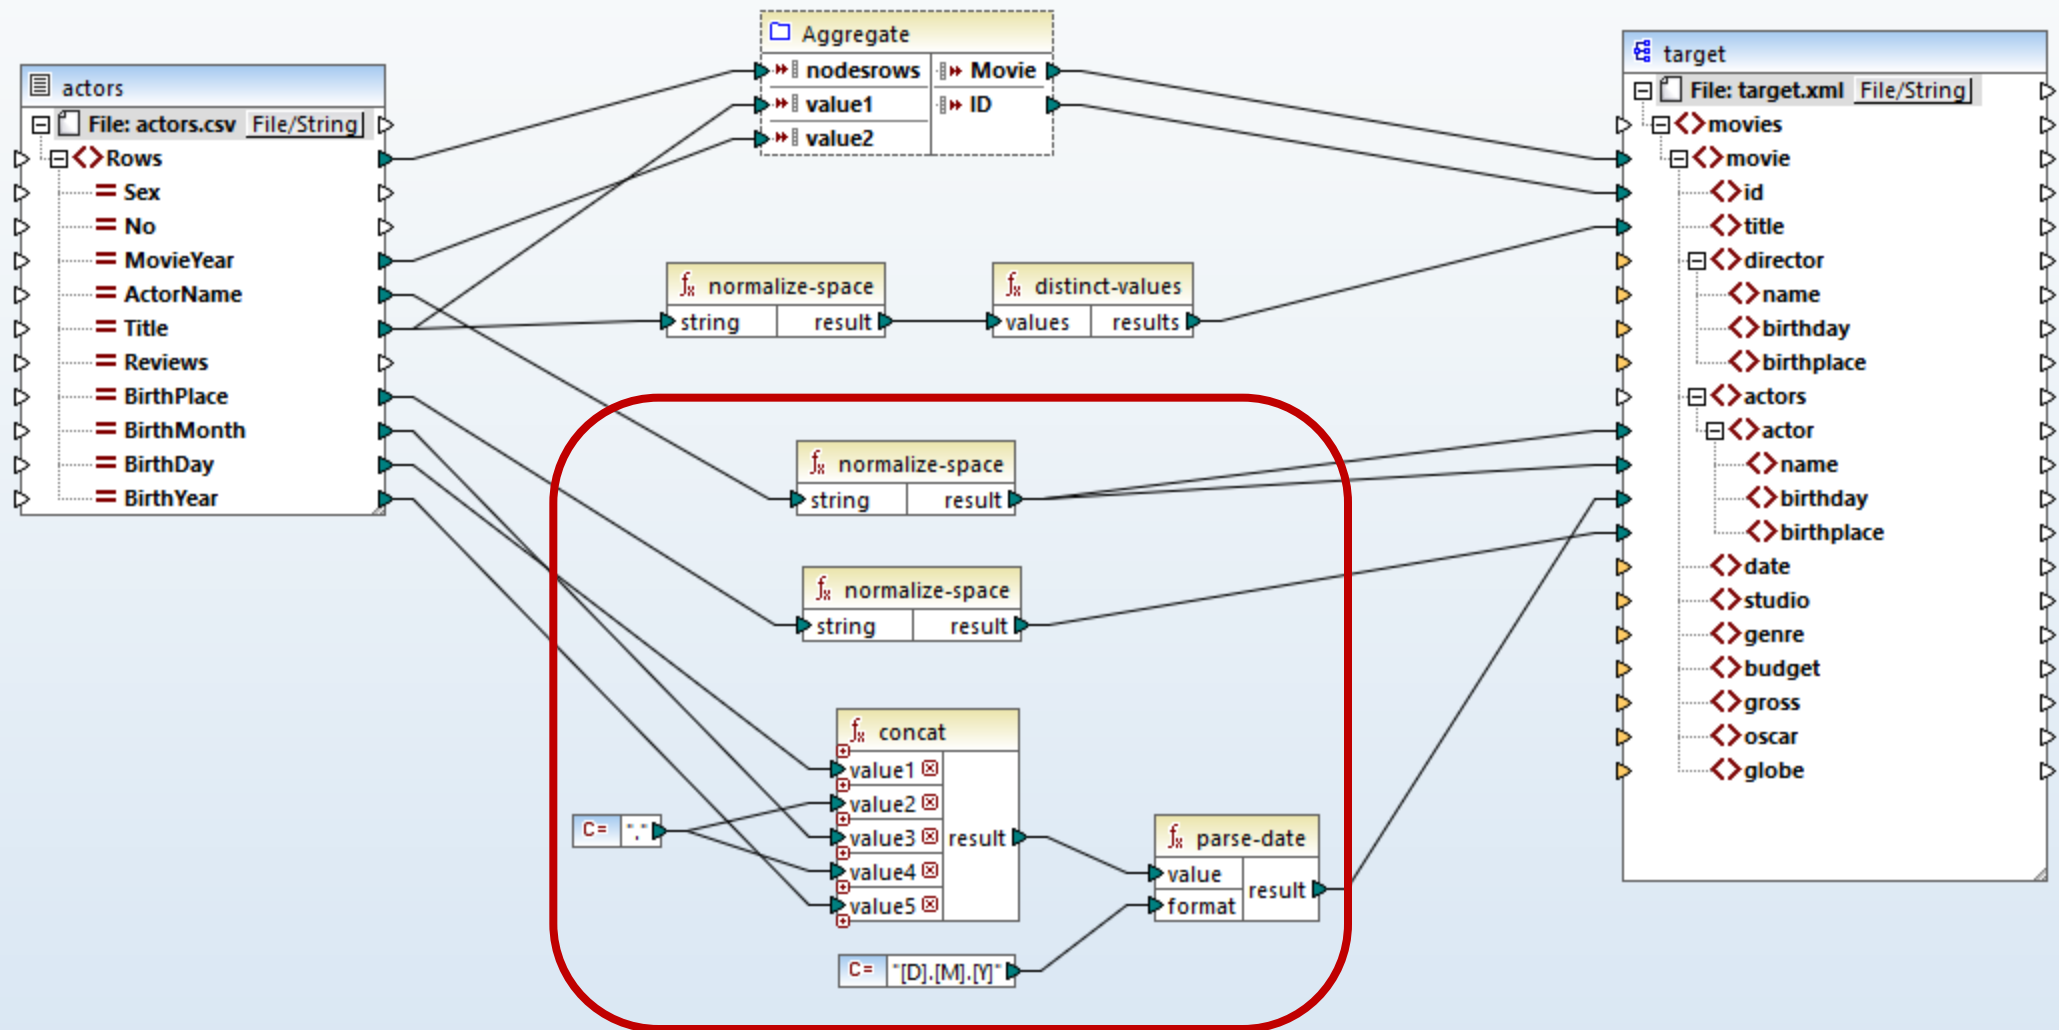 actors
File: actors.csv File/String
Rows
Sex
No
MovieYear
ActorName
Title
Reviews
BirthPlace
BirthMonth
BirthDay
BirthYear
Aggregate
nodesrows Movie
value1 ID
value2
normalize-space
string result
distinct-values
values results
normalize-space
string result
normalize-space
string result
concat
value1
value2
value3 result
value4
value5
C= "."
C= "[D].[M].[Y]"
parse-date
value
result
format
target
File: target.xml File/String
movies
movie
id
title
director
name
birthday
birthplace
actors
actor
name
birthday
birthplace
date
studio
genre
budget
gross
oscar
globe